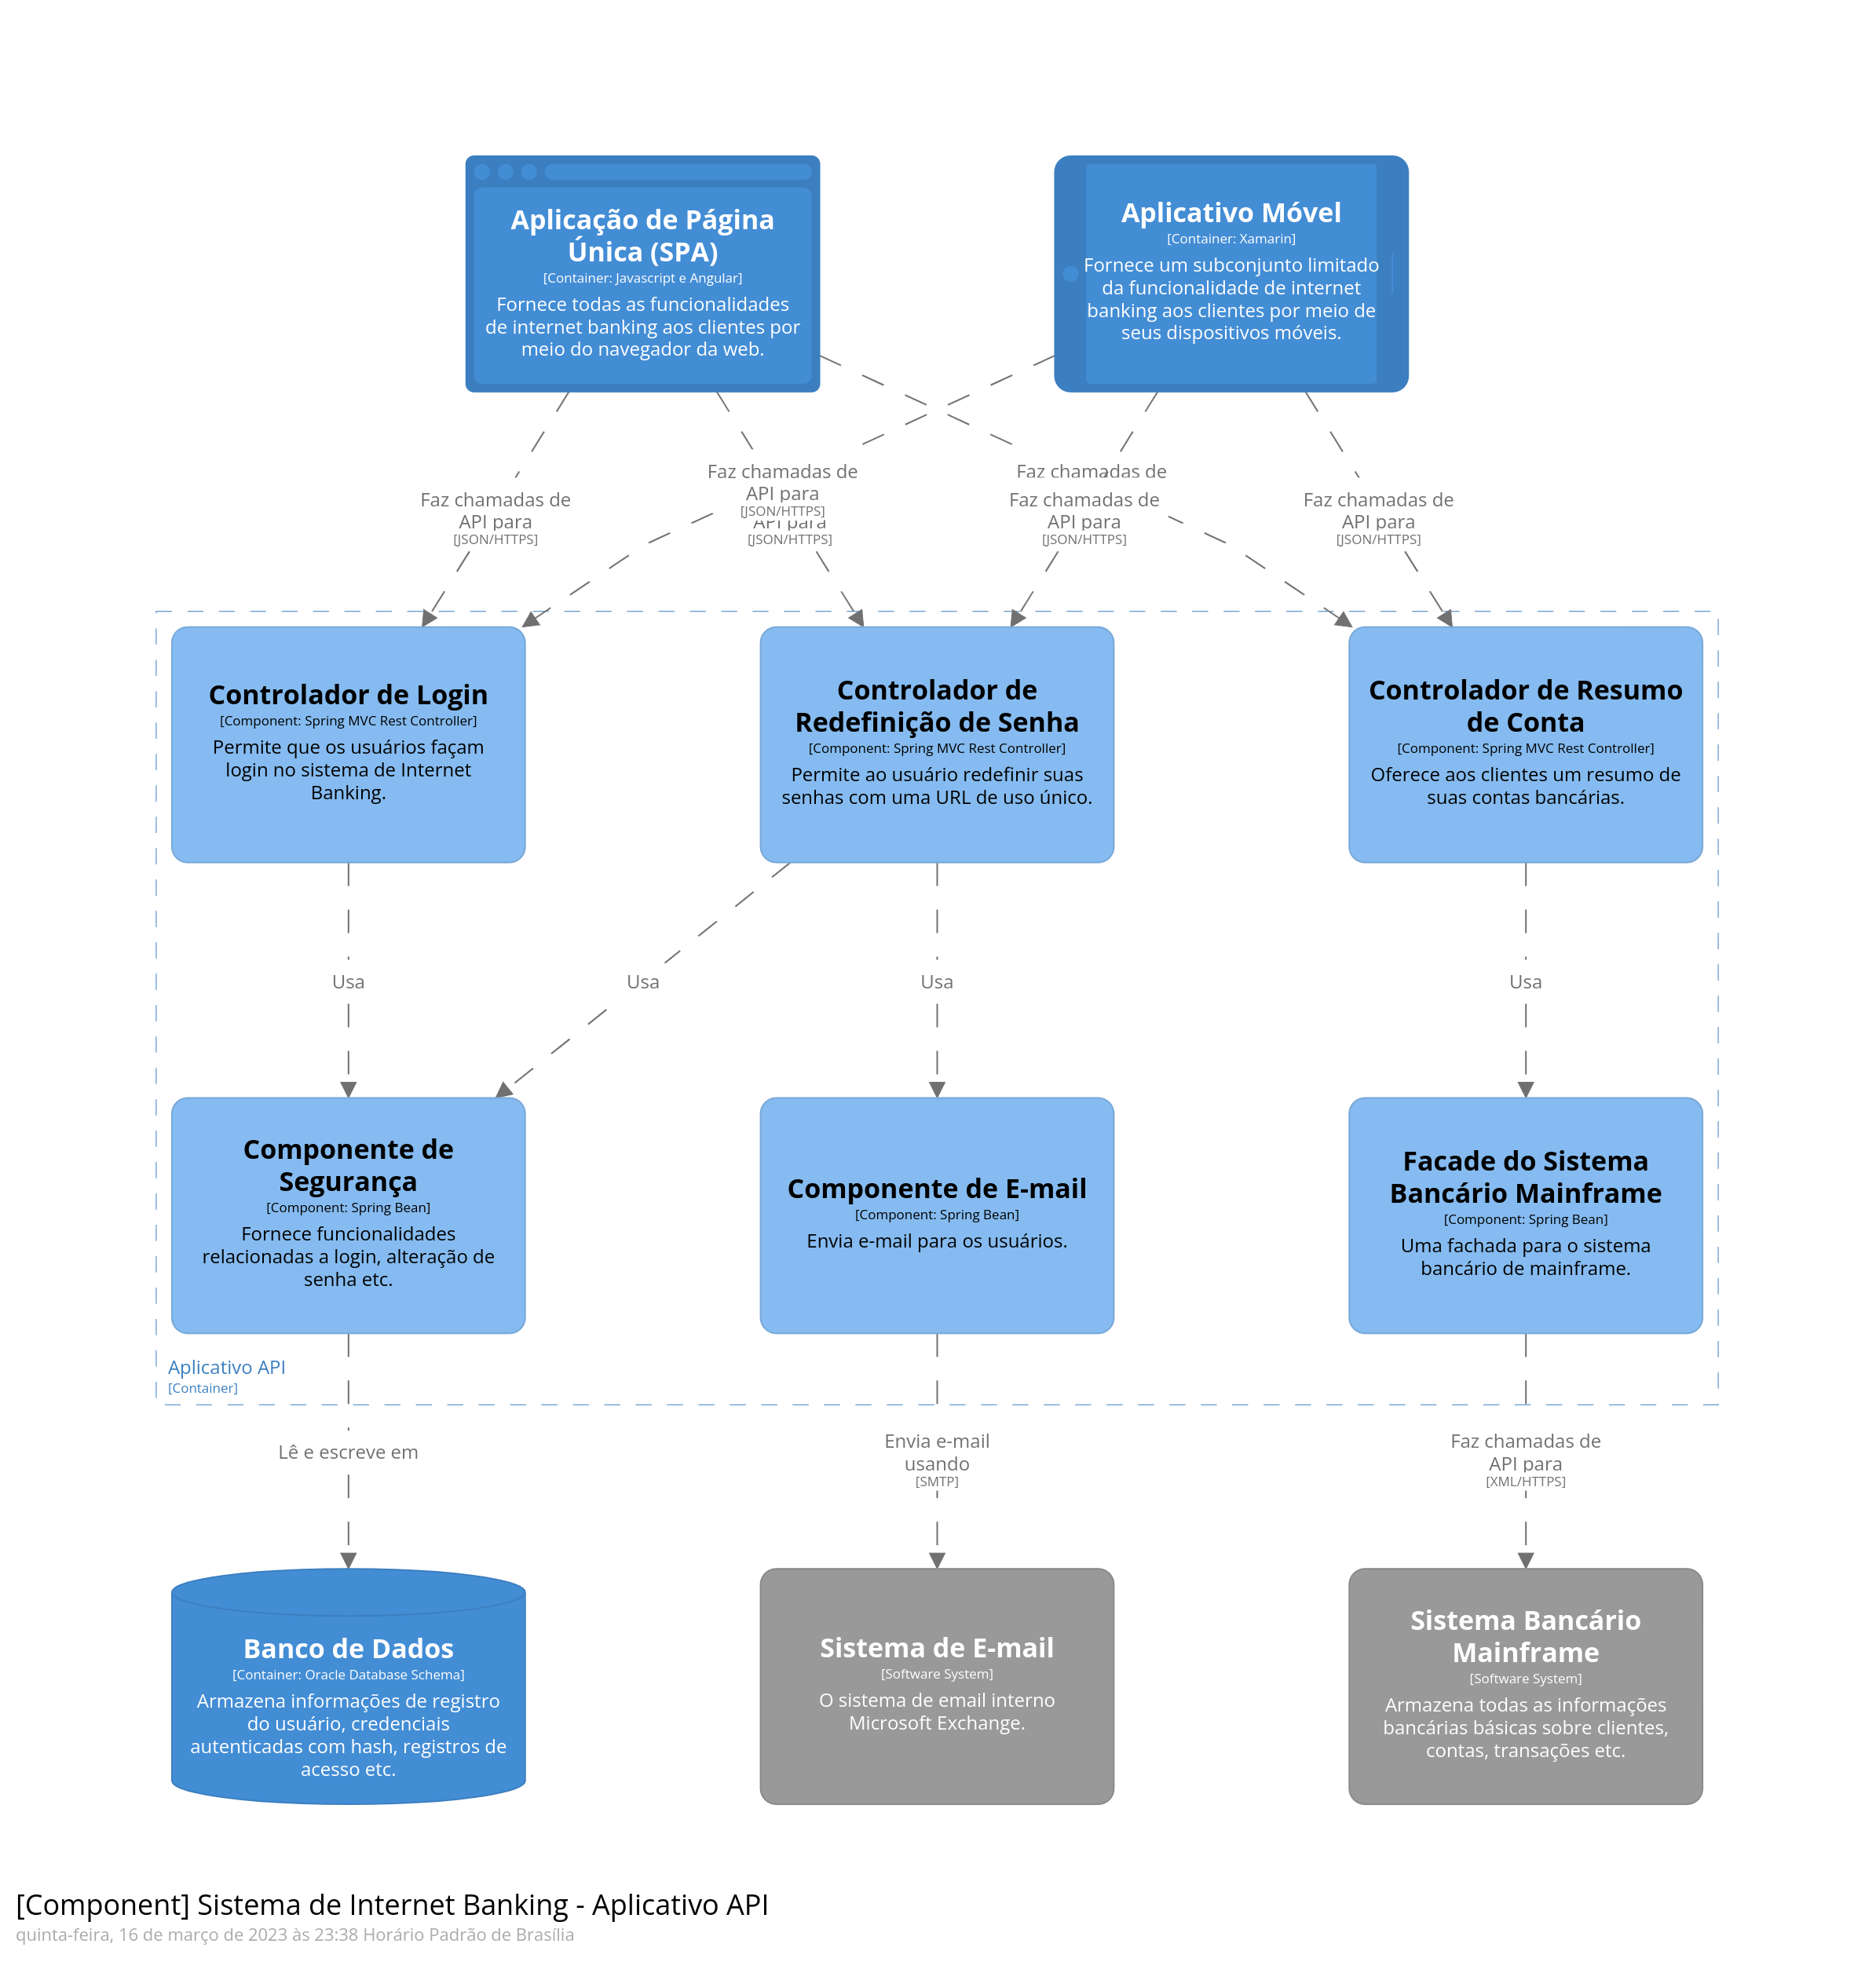 Aplicação de Página
Única (SPA)
[Container: Javascript e Angular]
Fornece todas as funcionalidades
de internet banking aos clientes por
meio do navegador da web.
Aplicativo Móvel
[Container: Xamarin]
Fornece um subconjunto limitado
da funcionalidade de internet
banking aos clientes por meio de
seus dispositivos móveis.
Faz chamadas de
API para
[JSON/HTTPS]
Faz chamadas de
API para
[JSON/HTTPS]
API para
[JSON/HTTPS]
Faz chamadas de
Faz chamadas de
API para
[JSON/HTTPS]
Faz chamadas de
API para
[JSON/HTTPS]
Controlador de Login
[Component: Spring MVC Rest Controller]
Permite que os usuários façam
login no sistema de Internet
Banking.
Controlador de
Redefinição de Senha
[Component: Spring MVC Rest Controller]
Permite ao usuário redefinir suas
senhas com uma URL de uso único.
Controlador de Resumo
de Conta
[Component: Spring MVC Rest Controller]
Oferece aos clientes um resumo de
suas contas bancárias.
Usa
Usa
Usa
Usa
Componente de
Segurança
[Component: Spring Bean]
Fornece funcionalidades
relacionadas a login, alteração de
senha etc.
Componente de E-mail
[Component: Spring Bean]
Envia e-mail para os usuários.
Facade do Sistema
Bancário Mainframe
[Component: Spring Bean]
Uma fachada para o sistema
bancário de mainframe.
Aplicativo API
[Container]
Lê e escreve em
Envia e-mail
usando
[SMTP]
Faz chamadas de
API para
[XML/HTTPS]
Banco de Dados
[Container: Oracle Database Schema]
Armazena informações de registro
do usuário, credenciais
autenticadas com hash, registros de
acesso etc.
Sistema de E-mail
[Software System]
O sistema de email interno
Microsoft Exchange.
Sistema Bancário
Mainframe
[Software System]
Armazena todas as informações
bancárias básicas sobre clientes,
contas, transações etc.
[Component] Sistema de Internet Banking - Aplicativo API
quinta-feira, 16 de março de 2023 às 23:38 Horário Padrão de Brasília